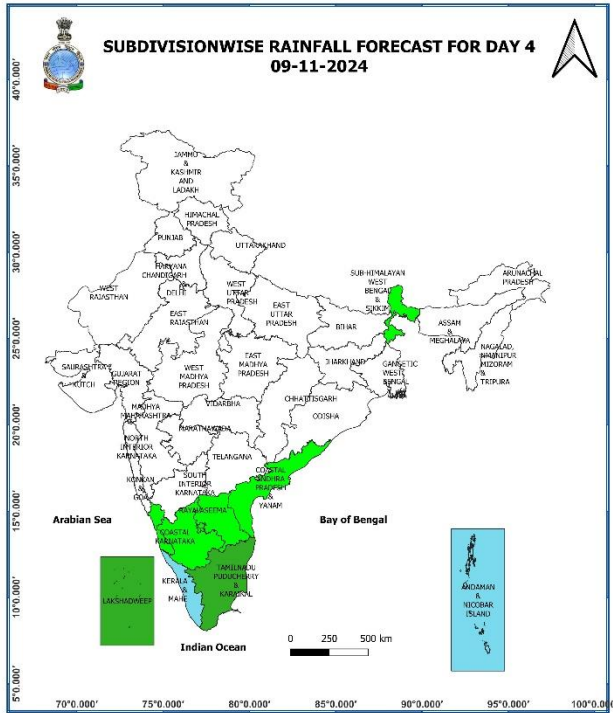 SUBDIVISIONWISE RAINFALL FORECAST FOR DAY 4
09-11-2024
40°0.000'
35°0.000'
30°0.000'
25°0.000'
20°0.000'
15°0.000'
10°0.000'
5°0.000'
JAMMO
&
KASHMIR
AND
LADAKH
HIMACHAL
PRADESH
PUNJAB
UTTARAKHAND
HARYANA
CHANDIGARH
&
DELHI
WEST
RAJASTHAN
WEST
UTTAR
PRADESH
EAST
RAJASTHAN
EAST
UTTAR
PRADESH
SUB-HIMALAYAN
WEST
BENGAL
&
SIKKIM
ARUNACHAL
PRADESH
BIHAR
ASSAM
&
MEGHALAYA
NAGALAD,
MANIPUR
MIZORAM
&
TRIPURA
SAURASHTRA
&
KUTCH
GUJARAT
REGION
WEST
MADHYA
PRADESH
EAST
MADHYA
PRADESH
JHARKHAND
GANGETIC
WEST
BENGAL
CHHATTISGARH
ODISHA
VIDARBHA
MADHYA
MAHARASHTRA
MARATHAWADA
NORTH
INTERIOR
KARNATAKA
TELANGANA
KONKAN
&
GOA
SOUTH
INTERIOR
KARNATAKA
COASTAL
ANDHRA
PRADESH
&
YANAM
RAYALASEEMA
Arabian Sea
Bay of Bengal
COASTAL
KARNATAKA
TAMILNADU
PUDUCHERRY
&
KARAIKAL
KERALA
&
MAHE
LAKSHADWEEP
ANDAMAN
&
NICOBAR
ISLAND
Indian Ocean
0 250 500 km
70°0.000' 75°0.000' 80°0.000' 85°0.000' 90°0.000' 95°0.000' 100°0.000'